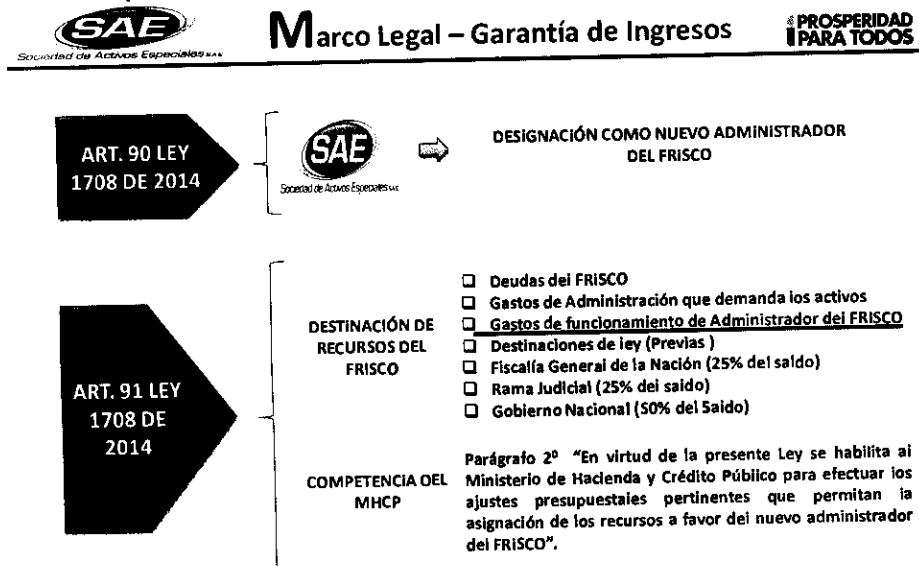 SAE
Sociedad de Activos Especiales S.A.S
Marco Legal – Garantía de Ingresos
PROSPERIDAD
PARA TODOS
ART. 90 LEY
1708 DE 2014
SAE
Sociedad de Activos Especiales SAS
DESIGNACIÓN COMO NUEVO ADMINISTRADOR
DEL FRISCO
ART. 91 LEY
1708 DE
2014
DESTINACIÓN DE
RECURSOS DEL
FRISCO
Deudas del FRISCO
Gastos de Administración que demanda los activos
Gastos de funcionamiento de Administrador del FRISCO
Destinaciones de ley (Previas )
Fiscalía General de la Nación (25% del saldo)
Rama Judicial (25% del saldo)
Gobierno Nacional (50% del Saldo)
COMPETENCIA DEL
MHCP
Parágrafo 2º "En virtud de la presente Ley se habilita al
Ministerio de Hacienda y Crédito Público para efectuar los
ajustes presupuestales pertinentes que permitan la
asignación de los recursos a favor del nuevo administrador
del FRISCO".